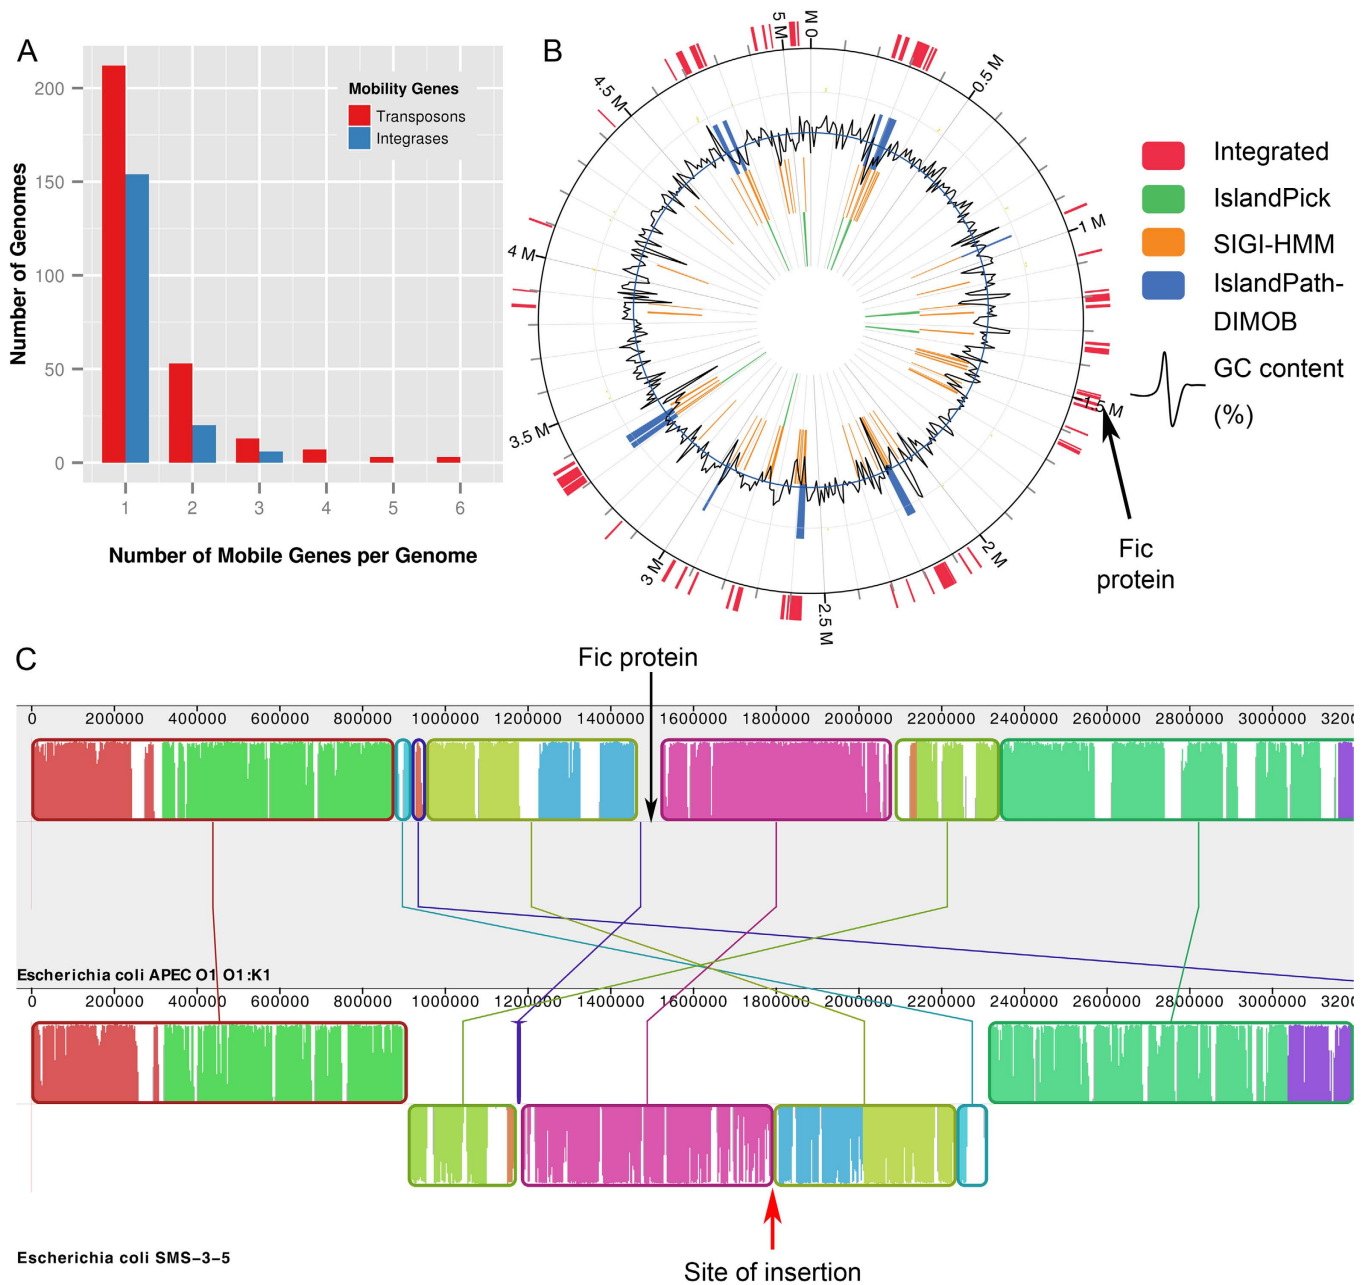 A
200
150
100
50
0
Number of Genomes
Mobility Genes
Transposons
Integrases
1 2 3 4 5 6
Number of Mobile Genes per Genome
B
0 M
0.5 M
1 M
1.5 M
2 M
2.5 M
3 M
3.5 M
4 M
4.5 M
5 M
Integrated
IslandPick
SIGI-HMM
IslandPath-
DIMOB
GC content
(%)
Fic
protein
C
Fic protein
0 200000 400000 600000 800000 1000000 1200000 1400000 1600000 1800000 2000000 2200000 2400000 2600000 2800000 3000000 3200
Escherichia coli APEC O1 O1:K1
0 200000 400000 600000 800000 1000000 1200000 1400000 1600000 1800000 2000000 2200000 2400000 2600000 2800000 3000000 3200
Escherichia coli SMS-3-5
Site of insertion